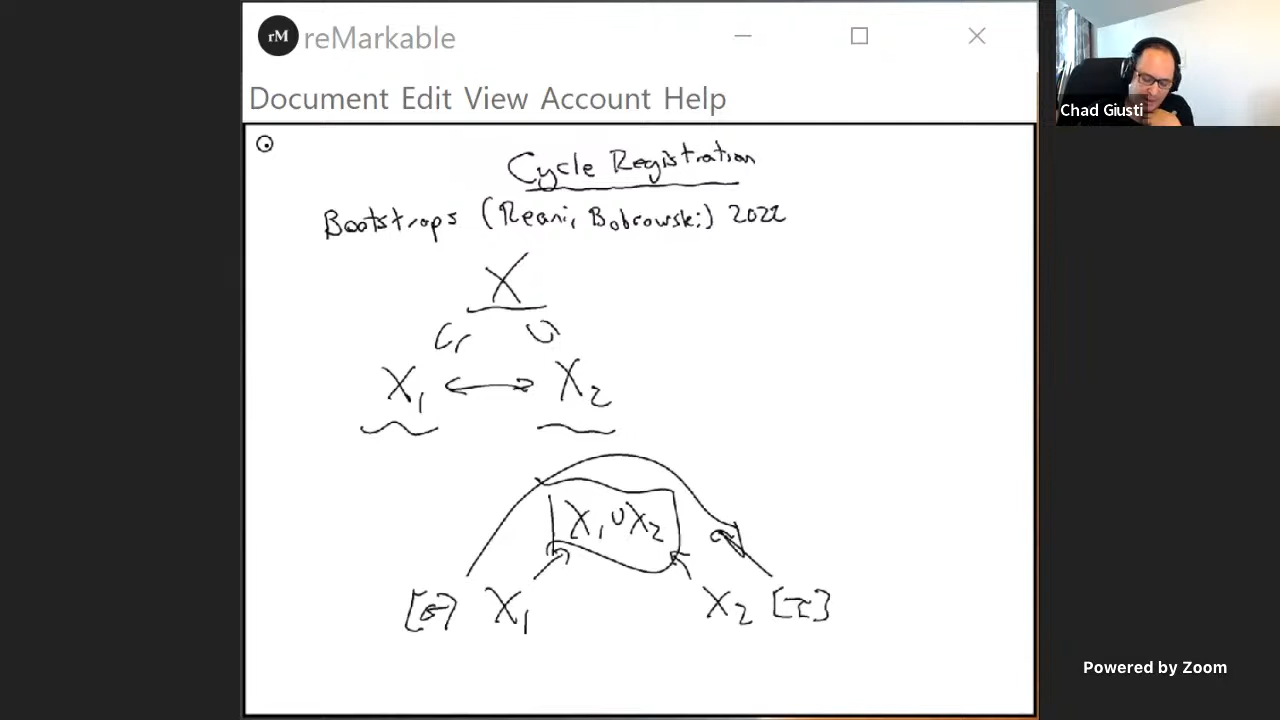 rM reMarkable
Document Edit View Account Help
Chad Giusti
Cycle Registration
Bootstraps (Reani, Bobrowski) 2022
X
X₁ ↔ X₂
X₁ ∪ X₂
[σ] X₁ X₂ [τ]
Powered by Zoom